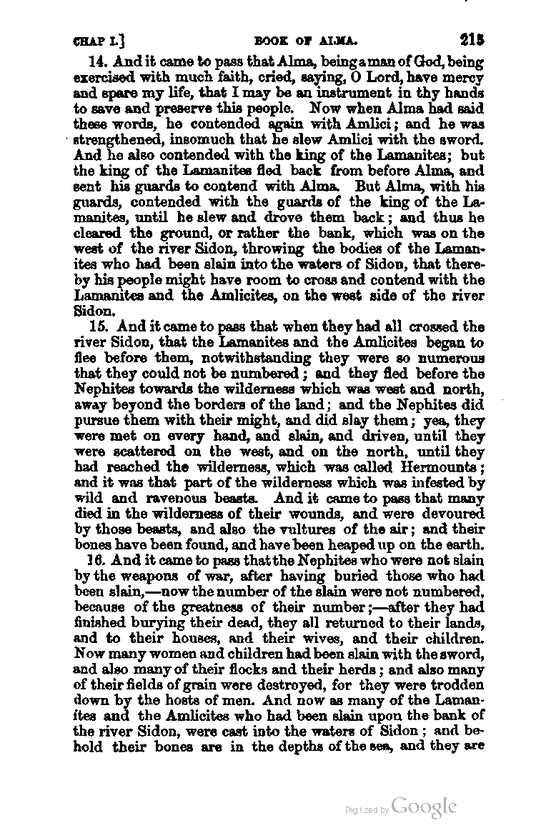 CHAP I.] BOOK OF ALMA. 215
14. And it came to pass that Alma, being a man of God, being
exercised with much faith, cried, saying, O Lord, have mercy
and spare my life, that I may be an instrument in thy hands
to save and preserve this people. Now when Alma had said
these words, he contended again with Amlici; and he was
strengthened, insomuch that he slew Amlici with the sword.
And he also contended with the king of the Lamanites; but
the king of the Lamanites fled back from before Alma, and
sent his guards to contend with Alma. But Alma, with his
guards, contended with the guards of the king of the La-
manites, until he slew and drove them back; and thus he
cleared the ground, or rather the bank, which was on the
west of the river Sidon, throwing the bodies of the Laman-
ites who had been slain into the waters of Sidon, that there-
by his people might have room to cross and contend with the
Lamanites and the Amlicites, on the west side of the river
Sidon.
15. And it came to pass that when they had all crossed the
river Sidon, that the Lamanites and the Amlicites began to
flee before them, notwithstanding they were so numerous
that they could not be numbered; and they fled before the
Nephites towards the wilderness which was west and north,
away beyond the borders of the land; and the Nephites did
pursue them with their might, and did slay them; yea, they
were met on every hand, and slain, and driven, until they
were scattered on the west, and on the north, until they
had reached the wilderness, which was called Hermounts;
and it was that part of the wilderness which was infested by
wild and ravenous beasts. And it came to pass that many
died in the wilderness of their wounds, and were devoured
by those beasts, and also the vultures of the air; and their
bones have been found, and have been heaped up on the earth.
16. And it came to pass that the Nephites who were not slain
by the weapons of war, after having buried those who had
been slain,—now the number of the slain were not numbered,
because of the greatness of their number;—after they had
finished burying their dead, they all returned to their lands,
and to their houses, and their wives, and their children.
Now many women and children had been slain with the sword,
and also many of their flocks and their herds; and also many
of their fields of grain were destroyed, for they were trodden
down by the hosts of men. And now as many of the Laman-
ites and the Amlicites who had been slain upon the bank of
the river Sidon, were cast into the waters of Sidon; and be-
hold their bones are in the depths of the sea, and they are
Digitized by Google